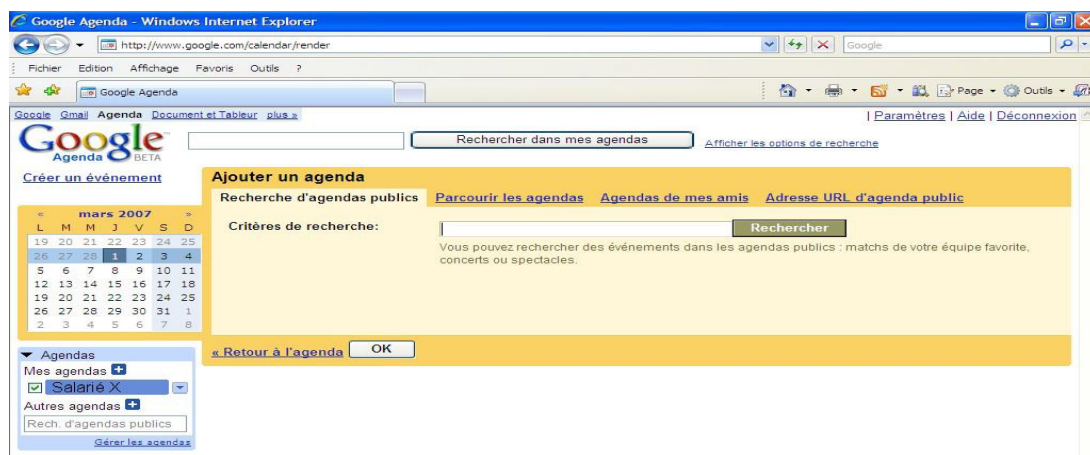 Google Agenda - Windows Internet Explorer
http://www.google.com/calendar/render
Google
Fichier Edition Affichage Favoris Outils ?
Google Agenda
Page Outils
Google Gmail Agenda Document et Tableur plus »
| Paramètres | Aide | Déconnexion
Google
Agenda BETA
Rechercher dans mes agendas
Afficher les options de recherche
Créer un événement
Ajouter un agenda
Recherche d'agendas publics Parcourir les agendas Agendas de mes amis Adresse URL d'agenda public
Critères de recherche:
Rechercher
Vous pouvez rechercher des événements dans les agendas publics : matchs de votre équipe favorite,
concerts ou spectacles.
« mars 2007 »
L M M J V S D
19 20 21 22 23 24 25
26 27 28 1 2 3 4
5 6 7 8 9 10 11
12 13 14 15 16 17 18
19 20 21 22 23 24 25
26 27 28 29 30 31 1
2 3 4 5 6 7 8
« Retour à l'agenda OK
Agendas
Mes agendas
Salarié X
Autres agendas
Rech. d'agendas publics
Gérer les agendas